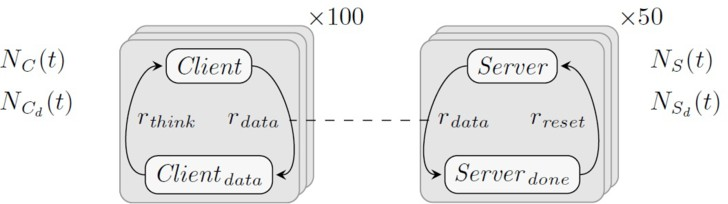 ×100
×50
N_C(t)
Client
Server
N_S(t)
N_{C_d}(t)
r_think
r_data
r_data
r_reset
N_{S_d}(t)
Client_data
Server_done